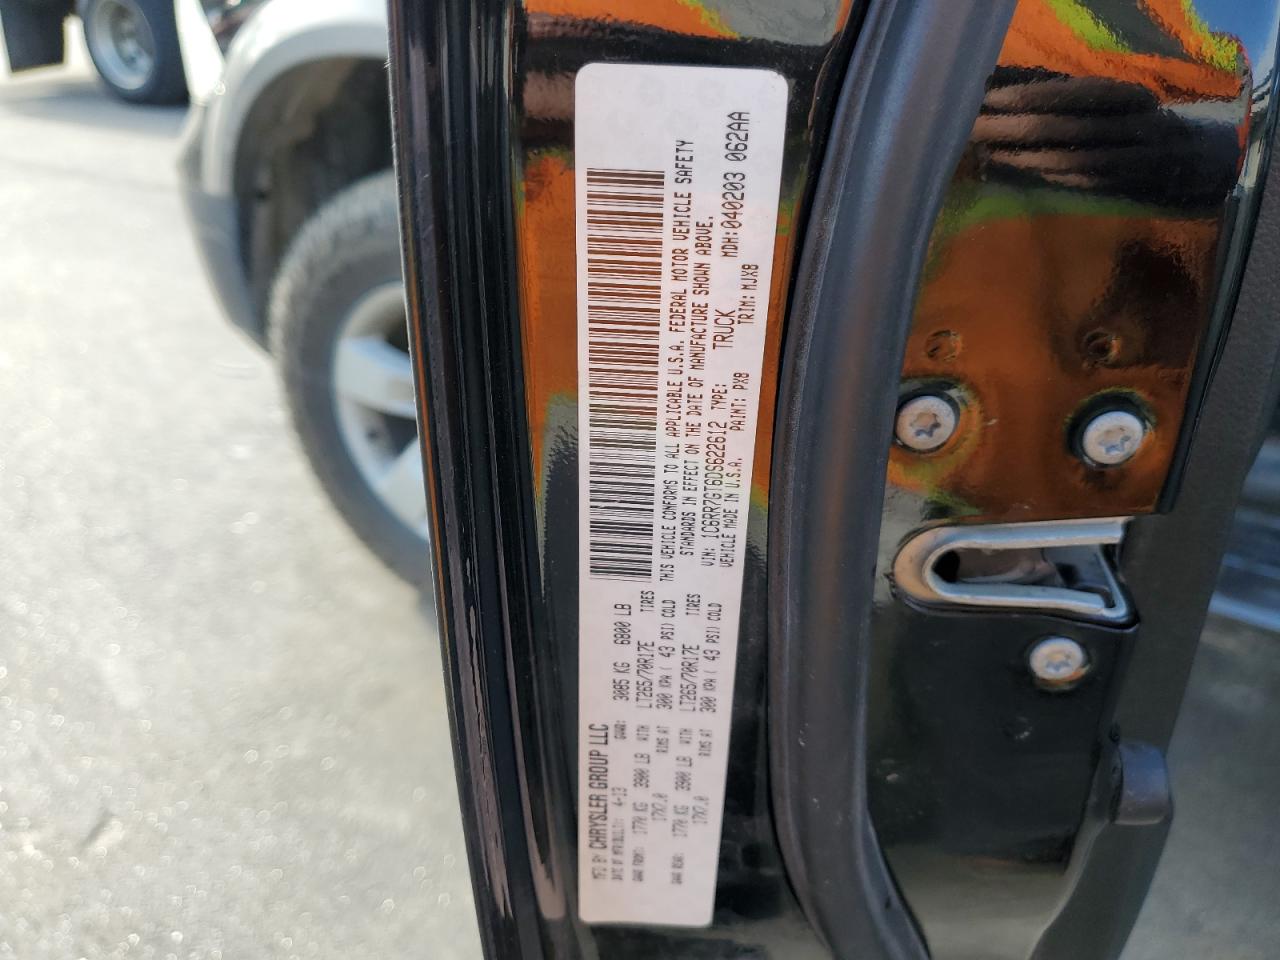 MFD BY CHRYSLER GROUP LLC
DATE OF MFR(BUILT): 4-13 GVWR: 3085 KG 6800 LB
GAWR FRONT: 1770 KG 3900 LB WITH LT265/70R17E TIRES
17X7.0 RIMS AT 300 KPA ( 43 PSI) COLD
GAWR REAR: 1770 KG 3900 LB WITH LT265/70R17E TIRES
17X7.0 RIMS AT 300 KPA ( 43 PSI) COLD
THIS VEHICLE CONFORMS TO ALL APPLICABLE U.S.A. FEDERAL MOTOR VEHICLE SAFETY
STANDARDS IN EFFECT ON THE DATE OF MANUFACTURE SHOWN ABOVE.
VIN: 1C6RR7GT6DS622612 TYPE: TRUCK MDH:040203 062AA
VEHICLE MADE IN U.S.A. PAINT: PX8 TRIM: MJX8